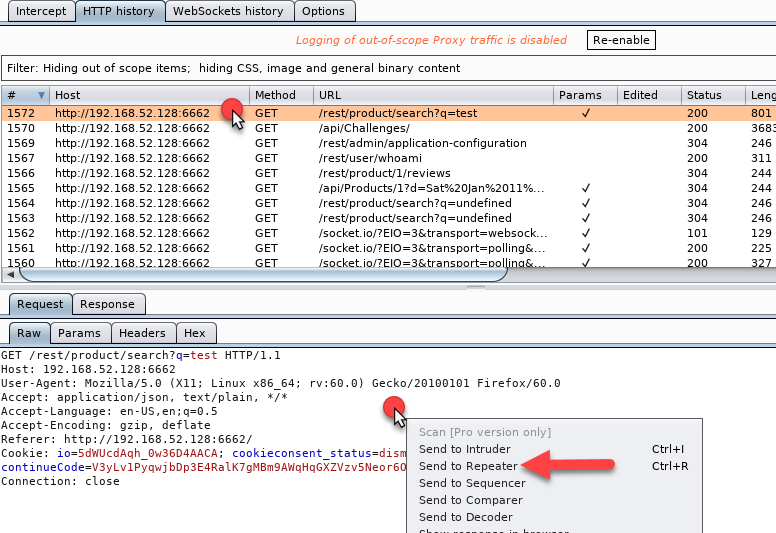 Intercept HTTP history WebSockets history Options
Logging of out-of-scope Proxy traffic is disabled Re-enable
Filter: Hiding out of scope items; hiding CSS, image and general binary content
# Host Method URL Params Edited Status Leng
1572 http://192.168.52.128:6662 GET /rest/product/search?q=test ✓ 200 801
1570 http://192.168.52.128:6662 GET /api/Challenges/ 200 3683
1569 http://192.168.52.128:6662 GET /rest/admin/application-configuration 304 246
1567 http://192.168.52.128:6662 GET /rest/user/whoami 200 311
1566 http://192.168.52.128:6662 GET /rest/product/1/reviews 304 244
1565 http://192.168.52.128:6662 GET /api/Products/1?d=Sat%20Jan%2011%... ✓ 304 244
1564 http://192.168.52.128:6662 GET /rest/product/search?q=undefined ✓ 304 246
1563 http://192.168.52.128:6662 GET /rest/product/search?q=undefined ✓ 304 246
1562 http://192.168.52.128:6662 GET /socket.io/?EIO=3&transport=websock... ✓ 101 129
1561 http://192.168.52.128:6662 GET /socket.io/?EIO=3&transport=polling&... ✓ 200 225
1560 http://192.168.52.128:6662 GET /socket.io/?EIO=3&transport=polling&... ✓ 200 327
Request Response
Raw Params Headers Hex
GET /rest/product/search?q=test HTTP/1.1
Host: 192.168.52.128:6662
User-Agent: Mozilla/5.0 (X11; Linux x86_64; rv:60.0) Gecko/20100101 Firefox/60.0
Accept: application/json, text/plain, */*
Accept-Language: en-US,en;q=0.5
Accept-Encoding: gzip, deflate
Referer: http://192.168.52.128:6662/
Cookie: io=5dWUcdAqh_0w36D4AACA; cookieconsent_status=dism
continueCode=V3yLv1PyqwjbDp3E4RalK7gMBm9AWqHqGXZVzv5Neor6O
Connection: close
Scan [Pro version only]
Send to Intruder Ctrl+I
Send to Repeater Ctrl+R
Send to Sequencer
Send to Comparer
Send to Decoder
Show response in browser